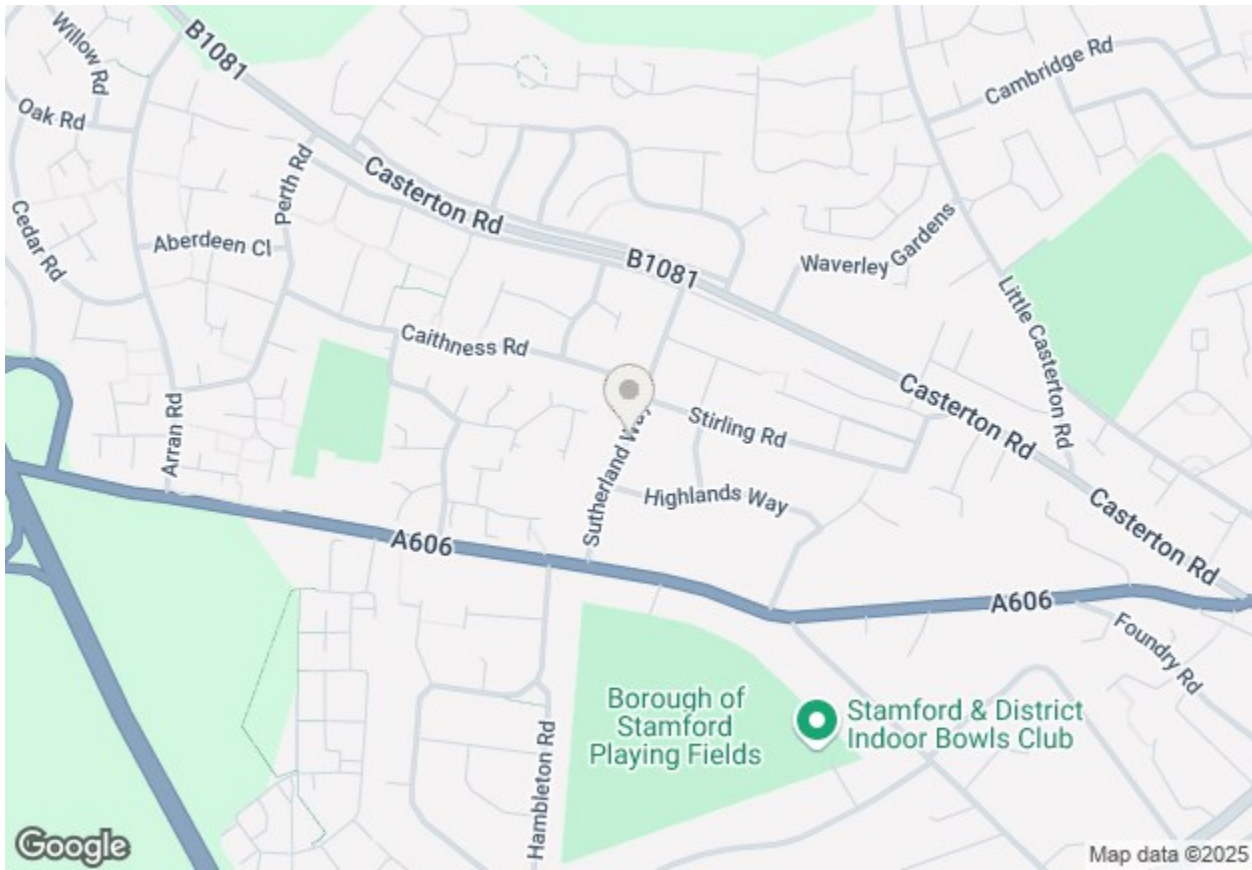 Willow Rd
B1081
Cambridge Rd
Oak Rd
Perth Rd
Casterton Rd
Cedar Rd
Aberdeen Cl
B1081
Waverley Gardens
Little Casterton Rd
Caithness Rd
Casterton Rd
Arran Rd
Sutherland Way
Stirling Rd
Highlands Way
Casterton Rd
A606
A606
Foundry Rd
Hambleton Rd
Borough of
Stamford
Playing Fields
Stamford & District
Indoor Bowls Club
Google
Map data ©2025